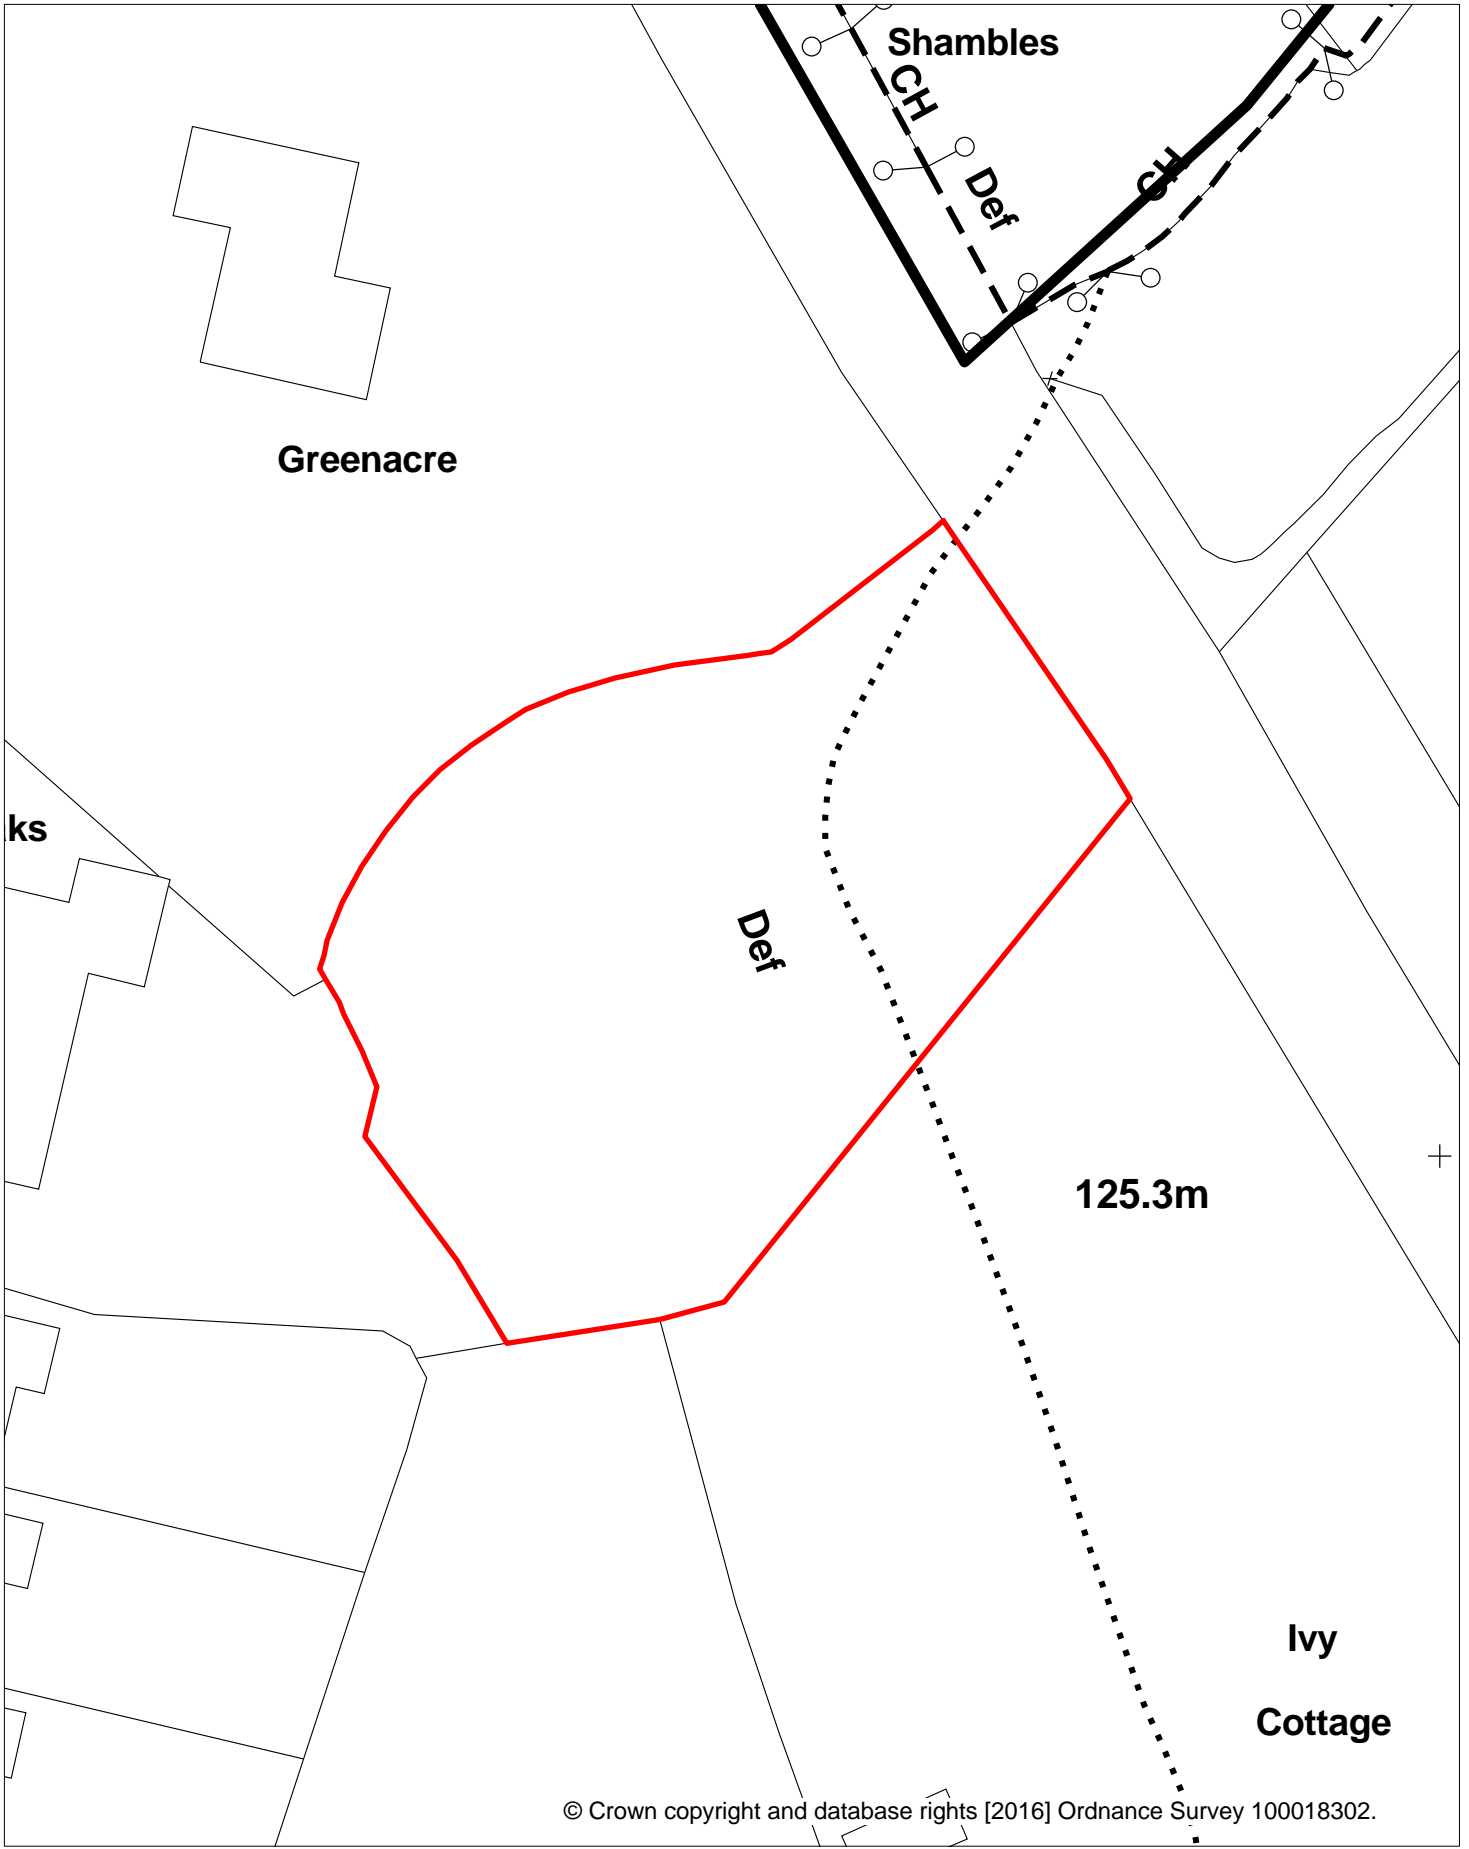 Shambles
CH
CH
Def
Greenacre
ks
Def
125.3m
Ivy
Cottage
© Crown copyright and database rights [2016] Ordnance Survey 100018302.